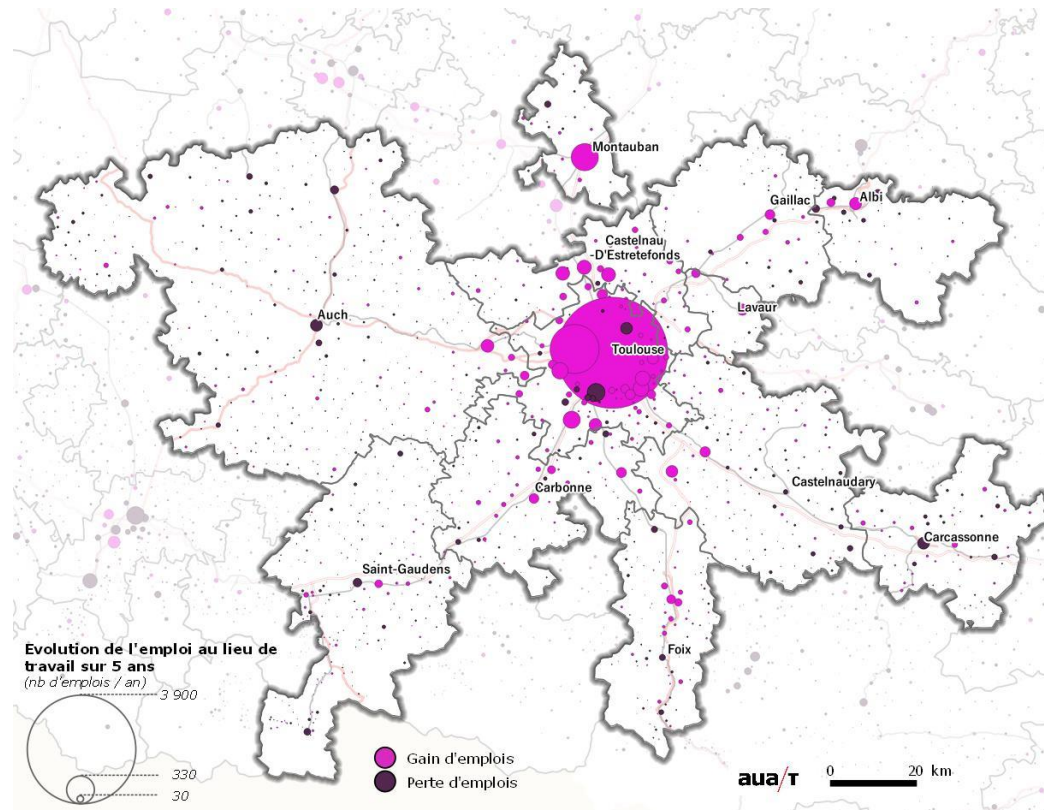 Montauban
Gaillac
Albi
Castelnau
-D'Estretefonds
Lavaur
Auch
Toulouse
Castelnaudary
Carbonne
Carcassonne
Saint-Gaudens
Foix
Evolution de l'emploi au lieu de
travail sur 5 ans
(nb d'emplois / an)
3 900
330
30
Gain d'emplois
Perte d'emplois
aua/T
0 20 km